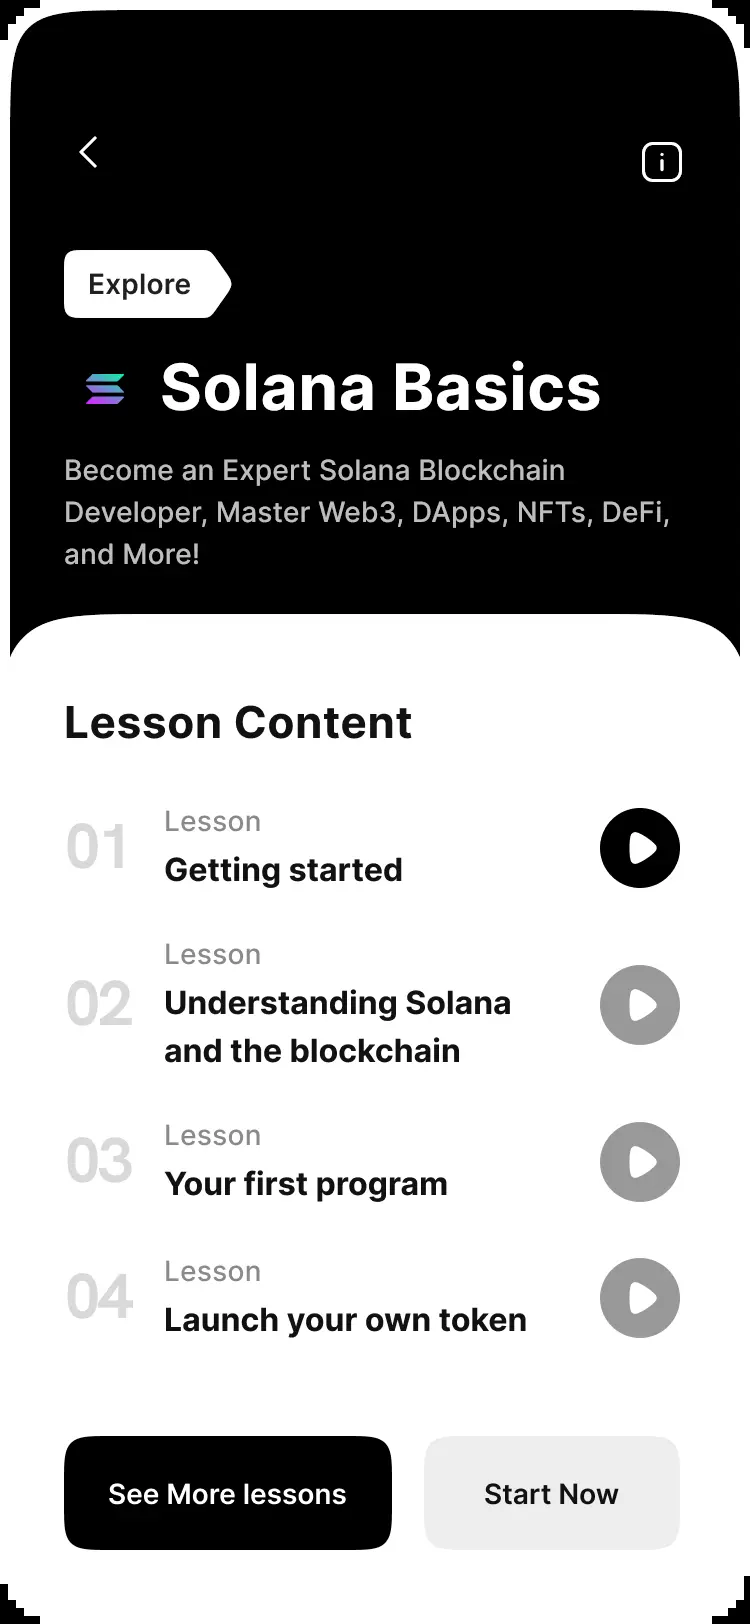 Explore
Solana Basics
Become an Expert Solana Blockchain
Developer, Master Web3, DApps, NFTs, DeFi,
and More!
Lesson Content
01
Lesson
Getting started
02
Lesson
Understanding Solana
and the blockchain
03
Lesson
Your first program
04
Lesson
Launch your own token
See More lessons
Start Now